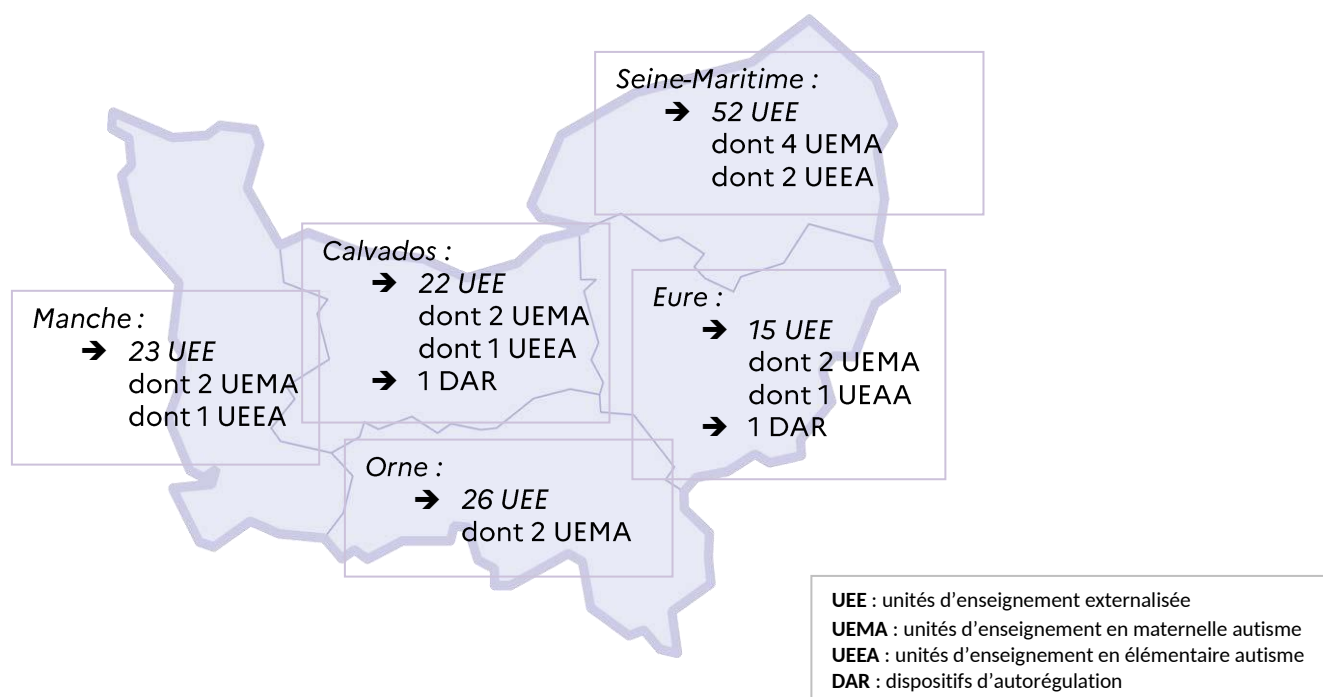 Seine-Maritime :
➔ 52 UEE
dont 4 UEMA
dont 2 UEEA
Calvados :
➔ 22 UEE
dont 2 UEMA
dont 1 UEEA
➔ 1 DAR
Eure :
➔ 15 UEE
dont 2 UEMA
dont 1 UEAA
➔ 1 DAR
Manche :
➔ 23 UEE
dont 2 UEMA
dont 1 UEEA
Orne :
➔ 26 UEE
dont 2 UEMA
UEE : unités d’enseignement externalisée
UEMA : unités d’enseignement en maternelle autisme
UEEA : unités d’enseignement en élémentaire autisme
DAR : dispositifs d’autorégulation